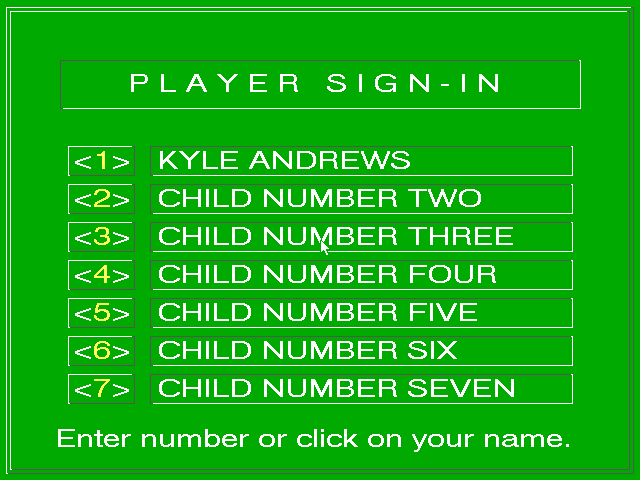 PLAYER SIGN-IN
<1> KYLE ANDREWS
<2> CHILD NUMBER TWO
<3> CHILD NUMBER THREE
<4> CHILD NUMBER FOUR
<5> CHILD NUMBER FIVE
<6> CHILD NUMBER SIX
<7> CHILD NUMBER SEVEN
Enter number or click on your name.